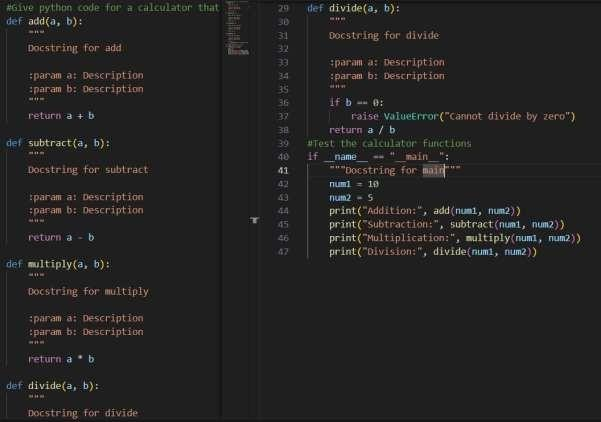 #Give python code for a calculator that
def add(a, b):
"""
Docstring for add
:param a: Description
:param b: Description
"""
return a + b
def subtract(a, b):
"""
Docstring for subtract
:param a: Description
:param b: Description
"""
return a - b
def multiply(a, b):
"""
Docstring for multiply
:param a: Description
:param b: Description
"""
return a * b
def divide(a, b):
"""
Docstring for divide
29 def divide(a, b):
30 """
31 Docstring for divide
32
33 :param a: Description
34 :param b: Description
35 """
36 if b == 0:
37 raise ValueError("Cannot divide by zero")
38 return a / b
39 #Test the calculator functions
40 if __name__ == "__main__":
41 """Docstring for main"""
42 num1 = 10
43 num2 = 5
44 print("Addition:", add(num1, num2))
45 print("Subtraction:", subtract(num1, num2))
46 print("Multiplication:", multiply(num1, num2))
47 print("Division:", divide(num1, num2))